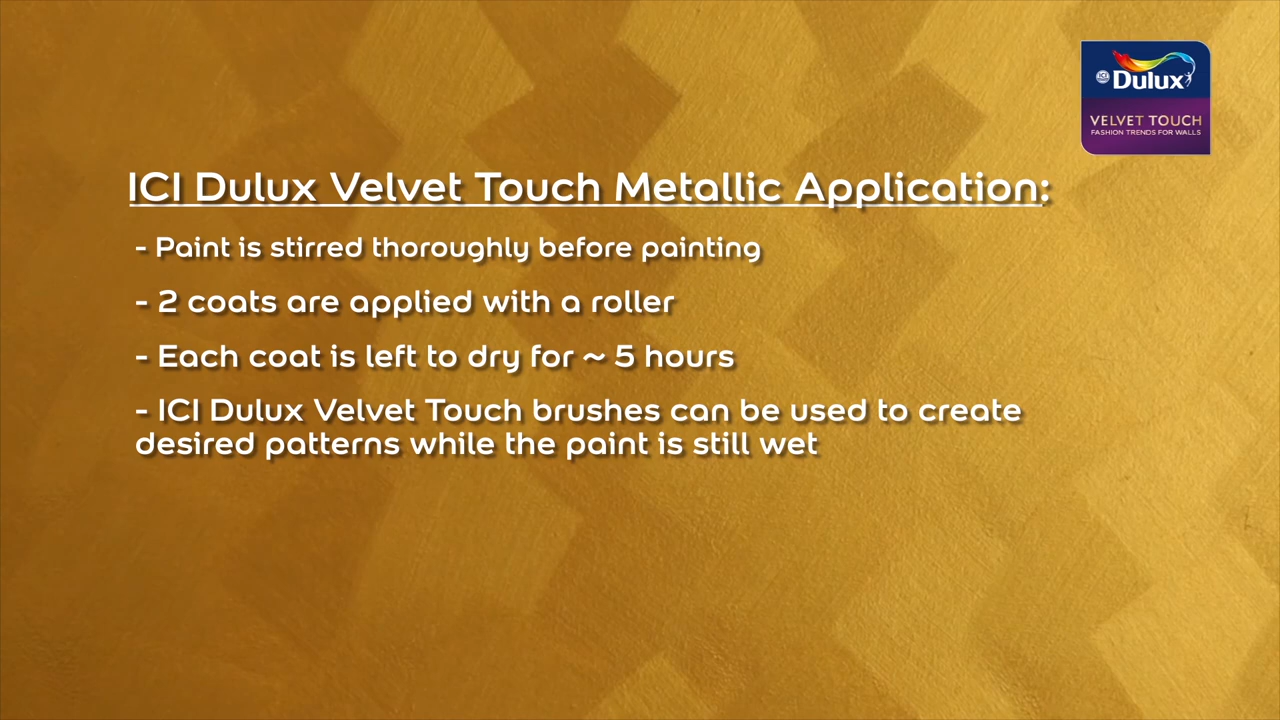 ICI Dulux
VELVET TOUCH
FASHION TRENDS FOR WALLS
ICI Dulux Velvet Touch Metallic Application:
- Paint is stirred thoroughly before painting
- 2 coats are applied with a roller
- Each coat is left to dry for ~ 5 hours
- ICI Dulux Velvet Touch brushes can be used to create
desired patterns while the paint is still wet